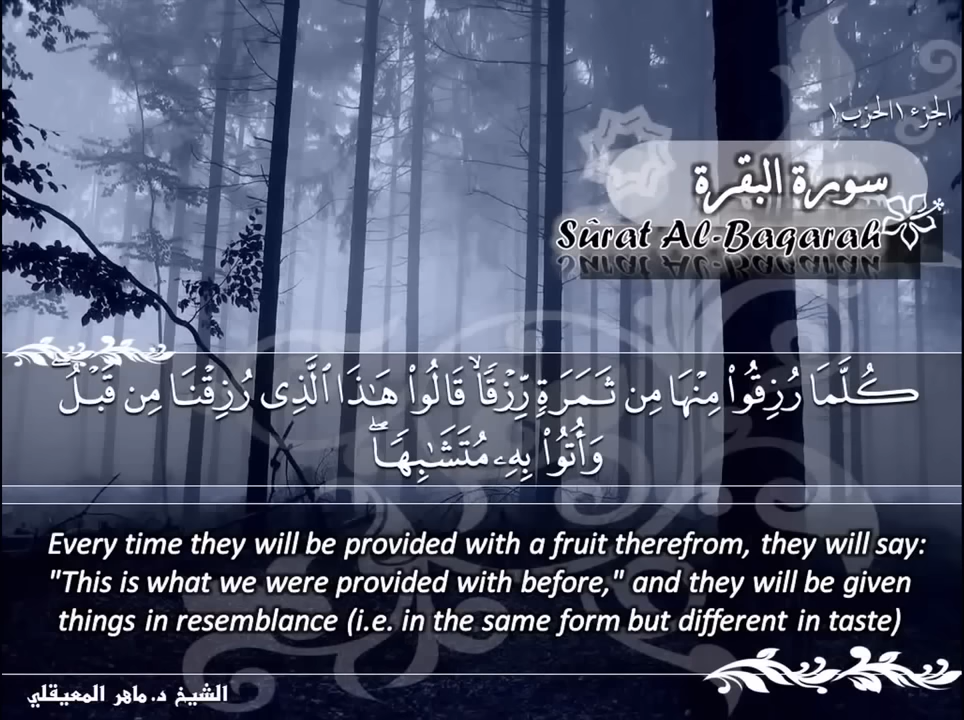 الجزء ١ الحزب ١
سورة البقرة
Sûrat Al-Baqarah
كُلَّمَا رُزِقُوا۟ مِنْهَا مِن ثَمَرَةٍ رِّزْقًا ۙ قَالُوا۟ هَـٰذَا ٱلَّذِى رُزِقْنَا مِن قَبْلُ ۖ
وَأُتُوا۟ بِهِۦ مُتَشَـٰبِهًا ۖ
Every time they will be provided with a fruit therefrom, they will say:
"This is what we were provided with before," and they will be given
things in resemblance (i.e. in the same form but different in taste)
الشيخ د. ماهر المعيقلي